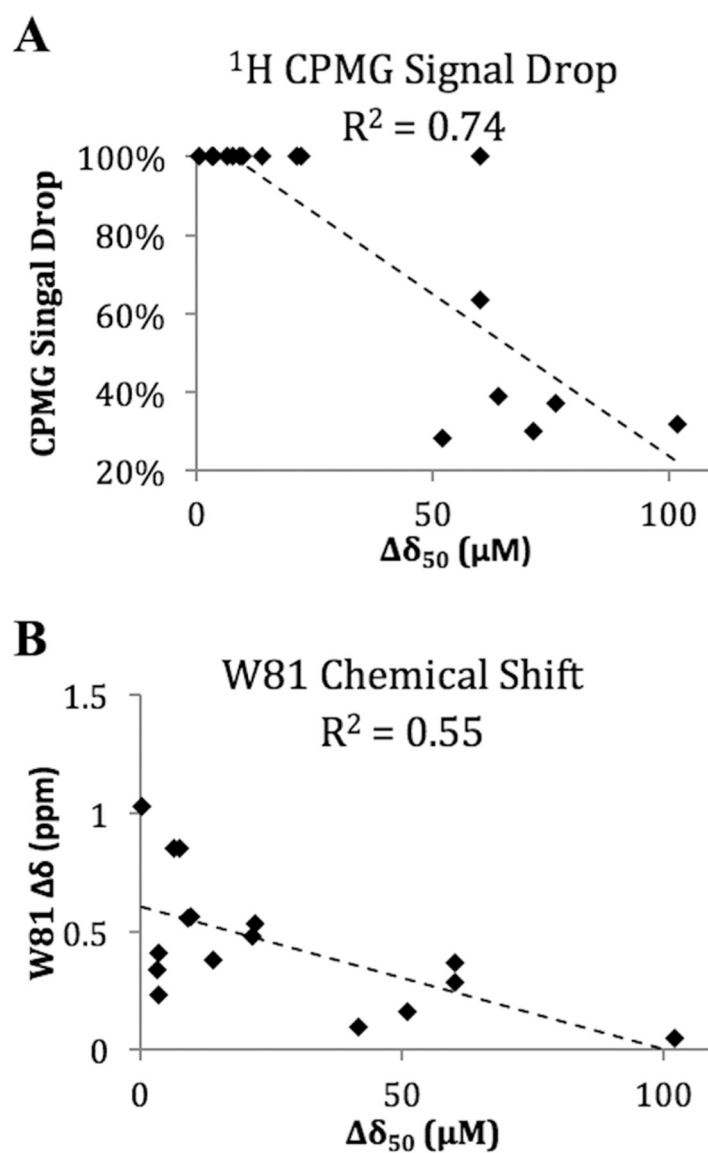 A
¹H CPMG Signal Drop
R² = 0.74
CPMG Singal Drop
100%
80%
60%
40%
20%
0
50
100
Δδ₅₀ (μM)
B
W81 Chemical Shift
R² = 0.55
W81 Δδ (ppm)
1.5
1
0.5
0
0
50
100
Δδ₅₀ (μM)